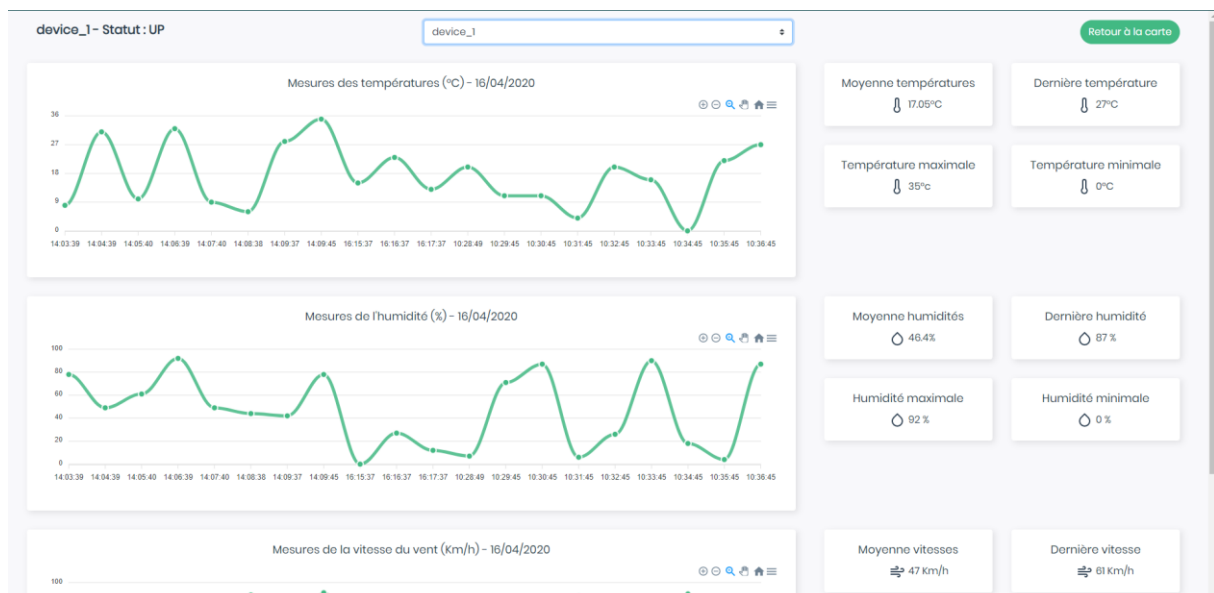 device_1 - Statut : UP
device_1
Retour à la carte
Mesures des températures (°C) - 16/04/2020
36
27
18
9
0
14:03:39 14:04:39 14:05:40 14:06:39 14:07:40 14:08:38 14:09:37 14:09:45 16:15:37 16:16:37 16:17:37 10:28:49 10:29:45 10:30:45 10:31:45 10:32:45 10:33:45 10:34:45 10:35:45 10:36:45
Moyenne températures
17.05°C
Dernière température
27°C
Température maximale
35°c
Température minimale
0°C
Mesures de l'humidité (%) - 16/04/2020
100
80
60
40
20
0
14:03:39 14:04:39 14:05:40 14:06:39 14:07:40 14:08:38 14:09:37 14:09:45 16:15:37 16:16:37 16:17:37 10:28:49 10:29:45 10:30:45 10:31:45 10:32:45 10:33:45 10:34:45 10:35:45 10:36:45
Moyenne humidités
46.4%
Dernière humidité
87 %
Humidité maximale
92 %
Humidité minimale
0 %
Mesures de la vitesse du vent (Km/h) - 16/04/2020
100
Moyenne vitesses
47 Km/h
Dernière vitesse
61 Km/h